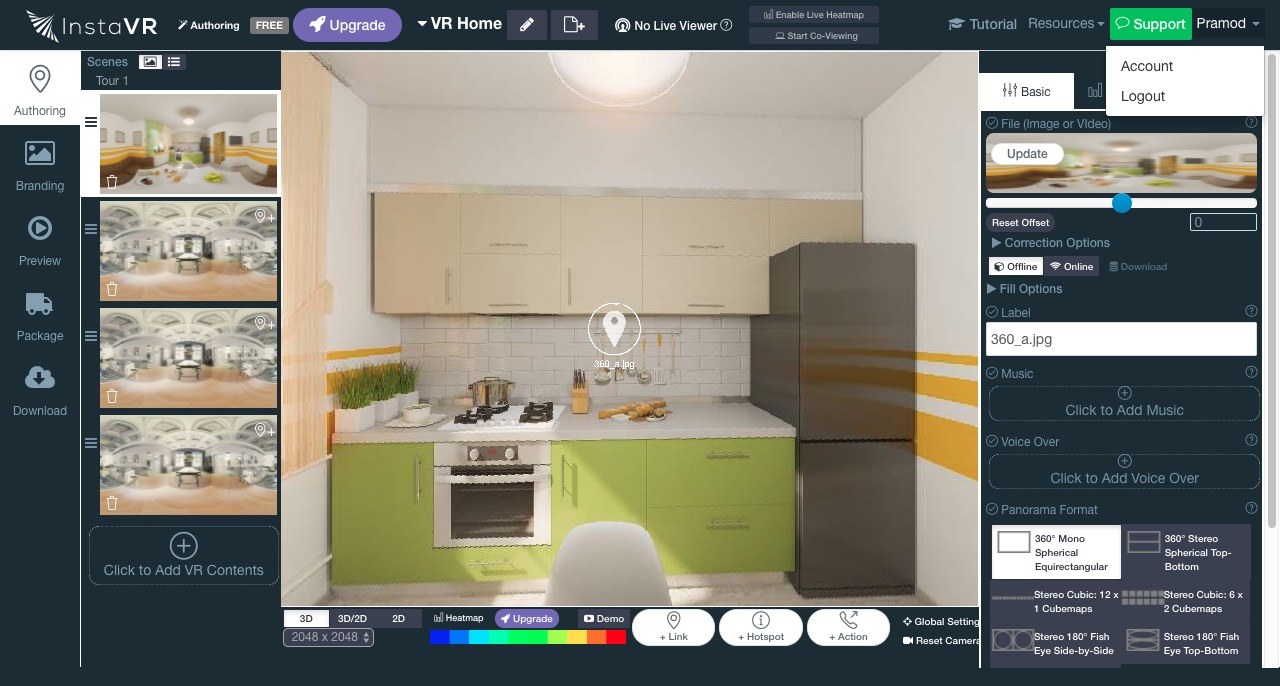 InstaVR
Authoring
FREE
Upgrade
VR Home
No Live Viewer
Enable Live Heatmap
Start Co-Viewing
Tutorial
Resources
Support
Pramod
Account
Logout
Authoring
Branding
Preview
Package
Download
Scenes
Tour 1
Click to Add VR Contents
360_a.jpg
3D
3D/2D
2D
2048 x 2048
Heatmap
Upgrade
Demo
+ Link
+ Hotspot
+ Action
Global Setting
Reset Camera
Basic
File (Image or VIdeo)
Update
Reset Offset
0
Correction Options
Offline
Online
Download
Fill Options
Label
360_a.jpg
Music
Click to Add Music
Voice Over
Click to Add Voice Over
Panorama Format
360° Mono
Spherical
Equirectangular
360° Stereo
Spherical Top-
Bottom
Stereo Cubic: 12 x
1 Cubemaps
Stereo Cubic: 6 x
2 Cubemaps
Stereo 180° Fish
Eye Side-by-Side
Stereo 180° Fish
Eye Top-Bottom